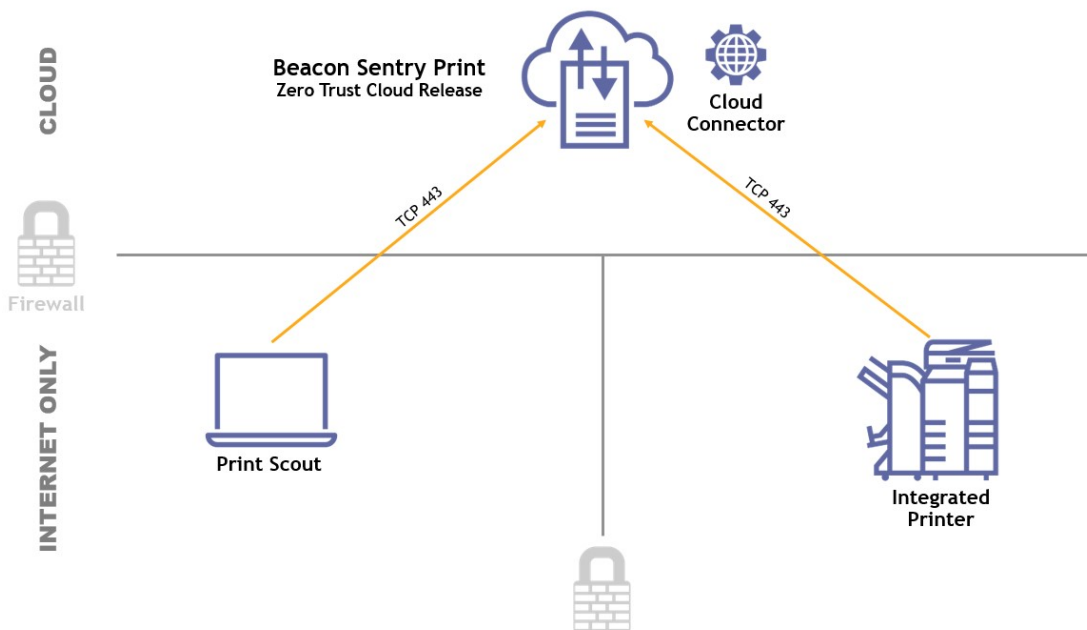 CLOUD
Beacon Sentry Print
Zero Trust Cloud Release
Cloud
Connector
TCP 443
TCP 443
Firewall
INTERNET ONLY
Print Scout
Integrated
Printer